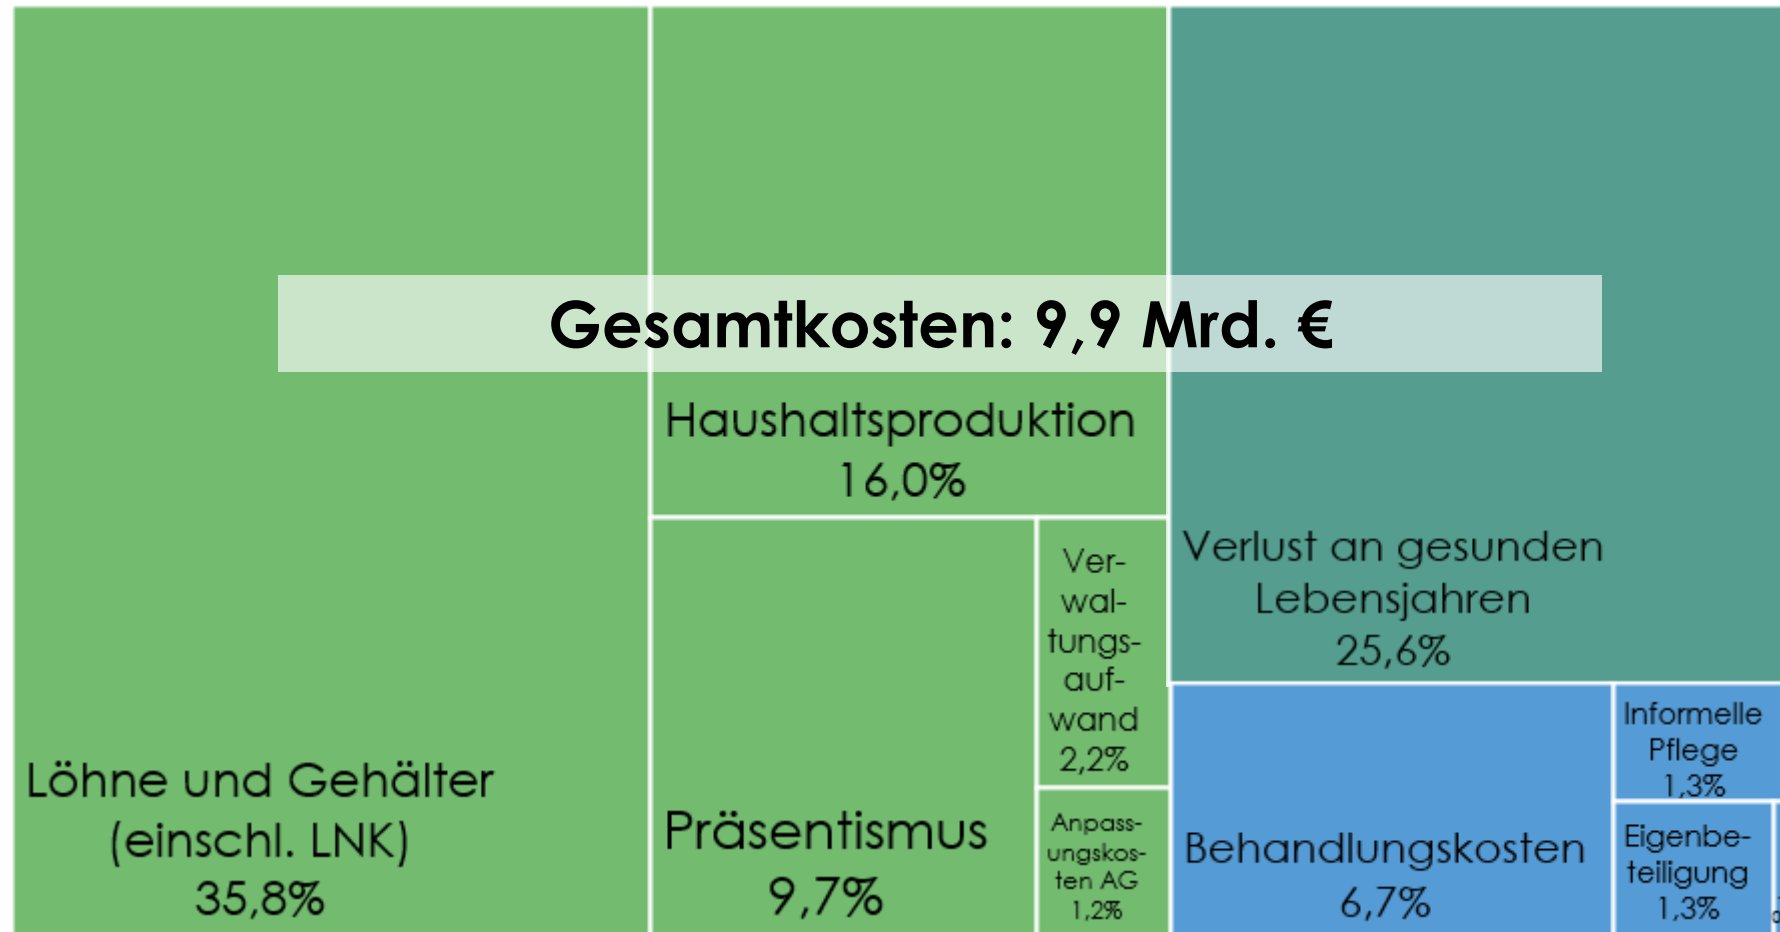 Gesamtkosten: 9,9 Mrd. €
Löhne und Gehälter
(einschl. LNK)
35,8%
Haushaltsproduktion
16,0%
Präsentismus
9,7%
Ver-
wal-
tungs-
auf-
wand
2,2%
Anpass-
ungskos-
ten AG
1,2%
Verlust an gesunden
Lebensjahren
25,6%
Behandlungskosten
6,7%
Informelle
Pflege
1,3%
Eigenbe-
teiligung
1,3%